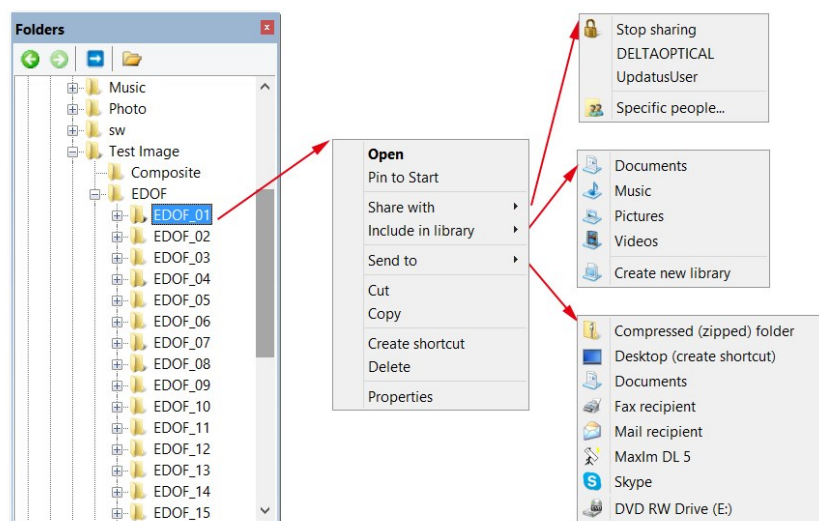 Folders
Music
Photo
sw
Test Image
Composite
EDOF
EDOF_01
EDOF_02
EDOF_03
EDOF_04
EDOF_05
EDOF_06
EDOF_07
EDOF_08
EDOF_09
EDOF_10
EDOF_11
EDOF_12
EDOF_13
EDOF_14
EDOF_15
Open
Pin to Start
Share with
Include in library
Send to
Cut
Copy
Create shortcut
Delete
Properties
Stop sharing
DELTAOPTICAL
UpdatusUser
Specific people...
Documents
Music
Pictures
Videos
Create new library
Compressed (zipped) folder
Desktop (create shortcut)
Documents
Fax recipient
Mail recipient
MaxIm DL 5
Skype
DVD RW Drive (E:)